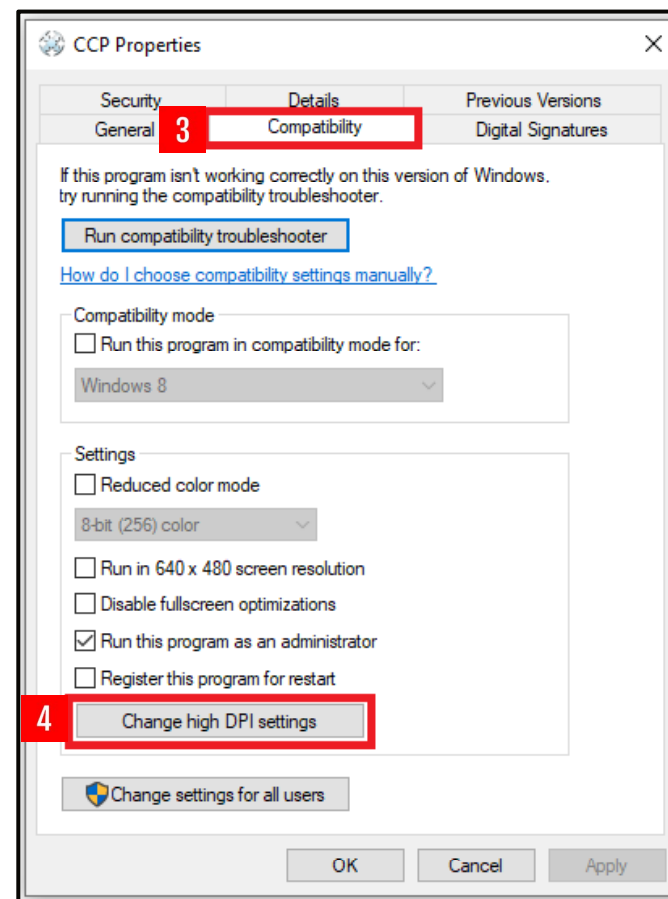 CCP Properties
Security Details Previous Versions
General 3 Compatibility Digital Signatures
If this program isn't working correctly on this version of Windows,
try running the compatibility troubleshooter.
Run compatibility troubleshooter
How do I choose compatibility settings manually?
Compatibility mode
Run this program in compatibility mode for:
Windows 8
Settings
Reduced color mode
8-bit (256) color
Run in 640 x 480 screen resolution
Disable fullscreen optimizations
Run this program as an administrator
Register this program for restart
4 Change high DPI settings
Change settings for all users
OK Cancel Apply